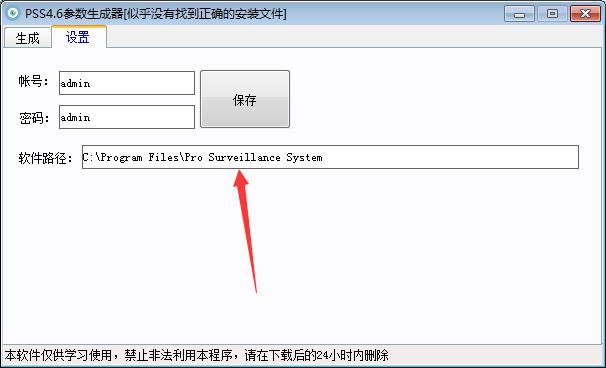 PSS4.6参数生成器[似乎没有找到正确的安装文件]
生成 设置
帐号： admin
保存
密码： admin
软件路径： C:\Program Files\Pro Surveillance System
本软件仅供学习使用，禁止非法利用本程序，请在下载后的24小时内删除